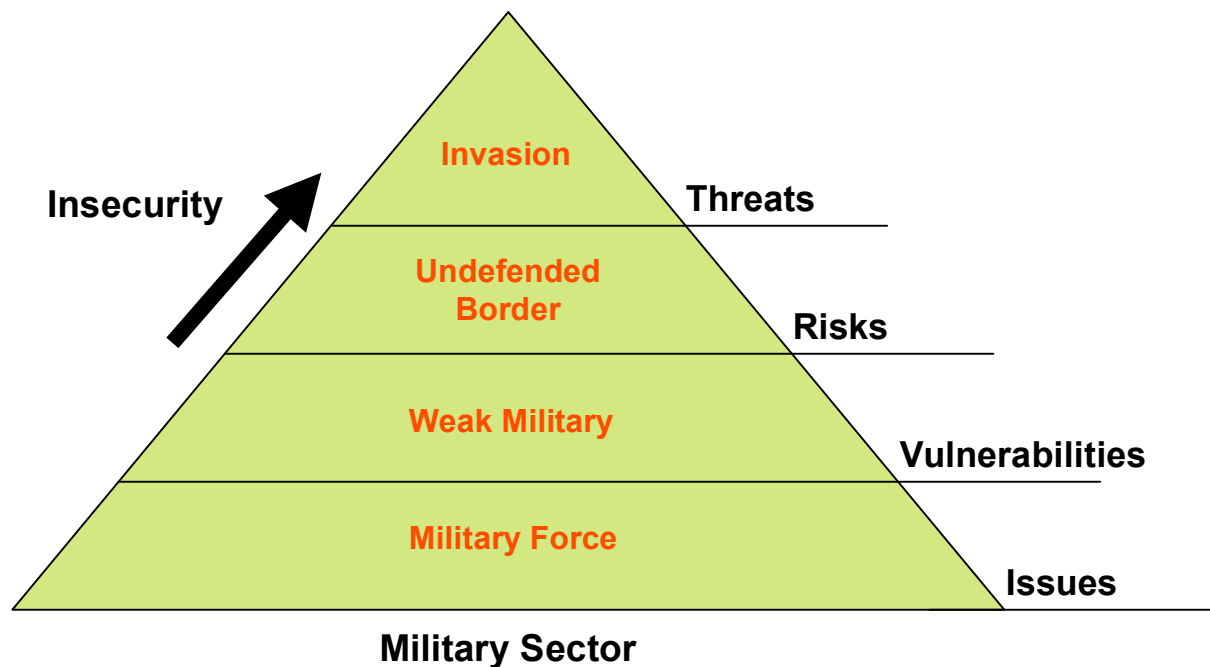 Invasion
Insecurity
Threats
Undefended
Border
Risks
Weak Military
Vulnerabilities
Military Force
Issues
Military Sector